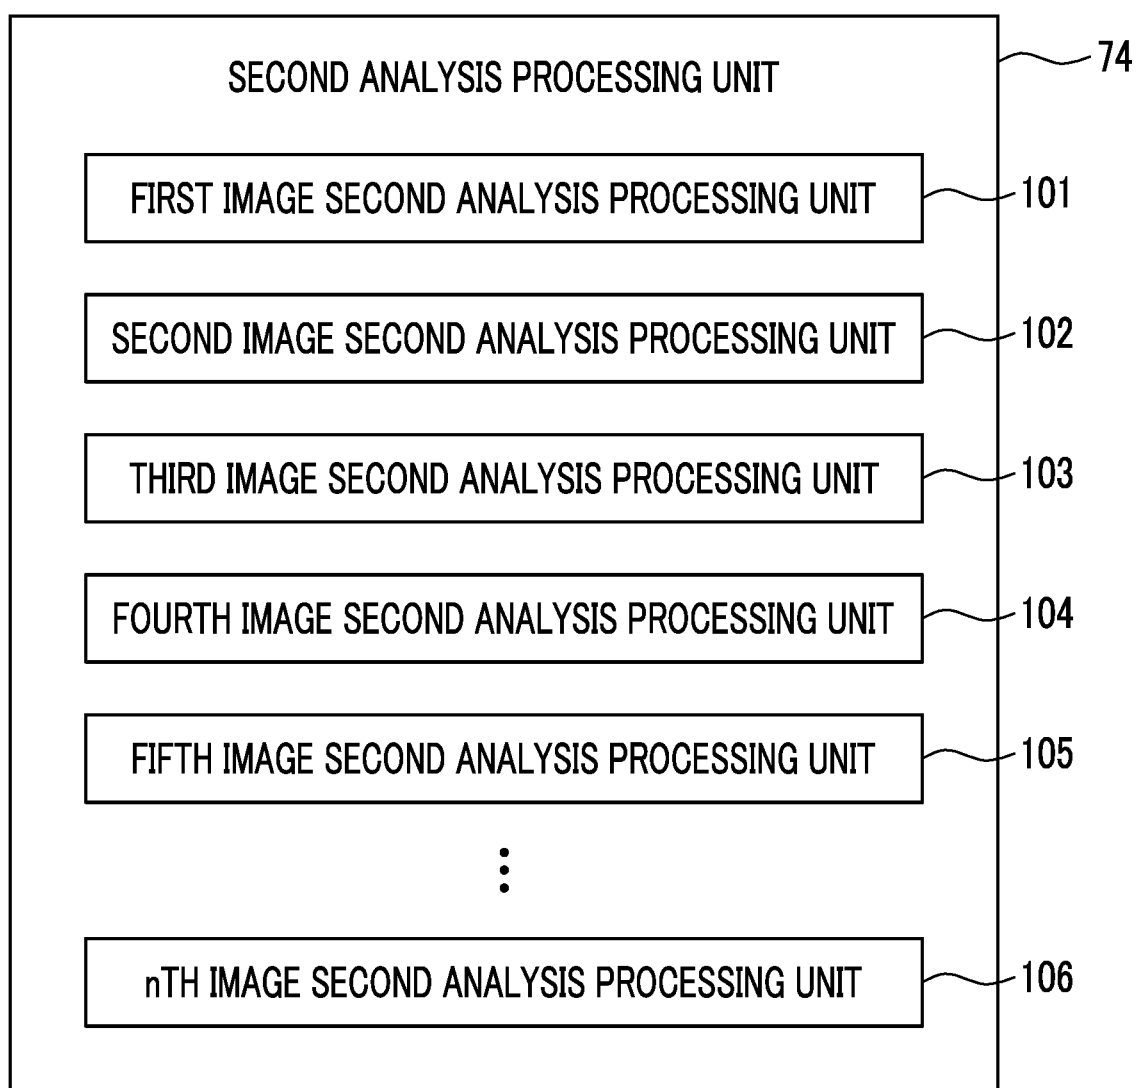 SECOND ANALYSIS PROCESSING UNIT
74
FIRST IMAGE SECOND ANALYSIS PROCESSING UNIT
101
SECOND IMAGE SECOND ANALYSIS PROCESSING UNIT
102
THIRD IMAGE SECOND ANALYSIS PROCESSING UNIT
103
FOURTH IMAGE SECOND ANALYSIS PROCESSING UNIT
104
FIFTH IMAGE SECOND ANALYSIS PROCESSING UNIT
105
nTH IMAGE SECOND ANALYSIS PROCESSING UNIT
106